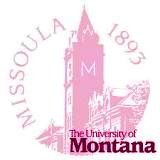 MISSOULA 1893
M
The University of
Montana